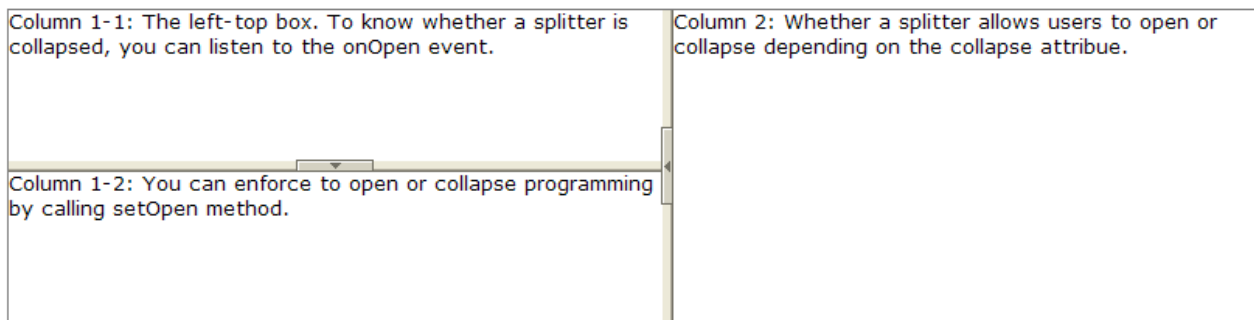 Column 1-1: The left-top box. To know whether a splitter is
collapsed, you can listen to the onOpen event.
Column 1-2: You can enforce to open or collapse programming
by calling setOpen method.
Column 2: Whether a splitter allows users to open or
collapse depending on the collapse attribue.